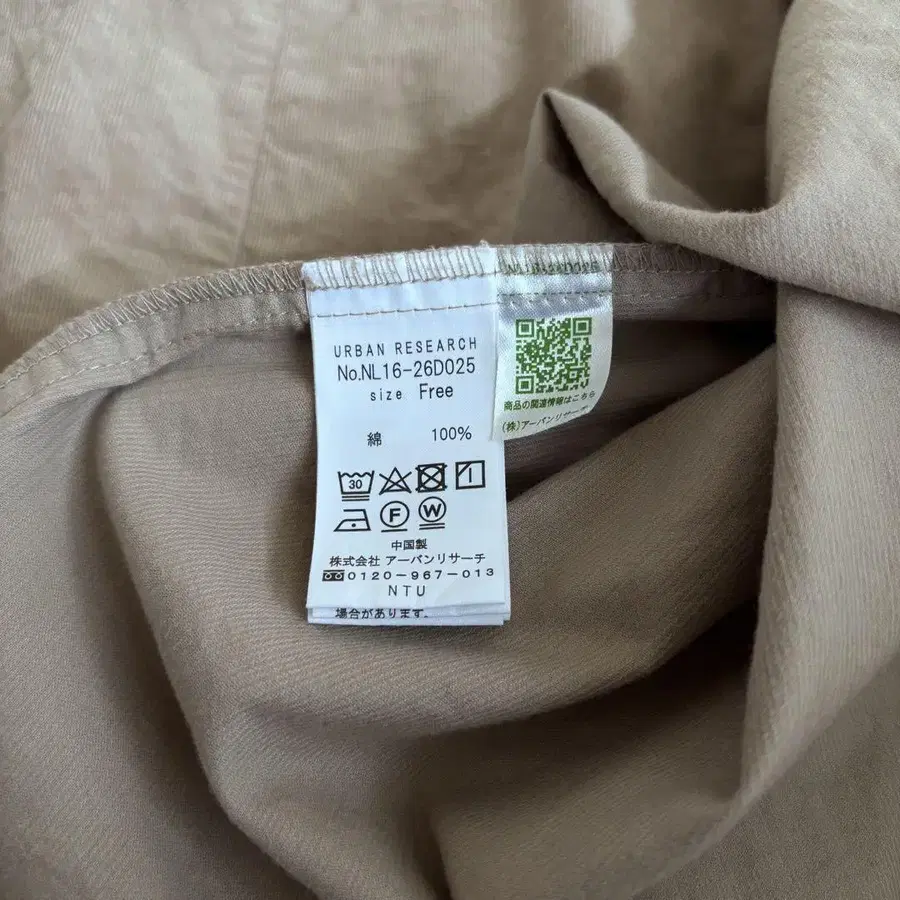 URBAN RESEARCH
No.NL16-26D025
size Free
綿 100%
30
F W
中国製
株式会社 アーバンリサーチ
0120-967-013
NTU
場合があります。
商品の関連情報はこちら
(株)アーバンリサーチ